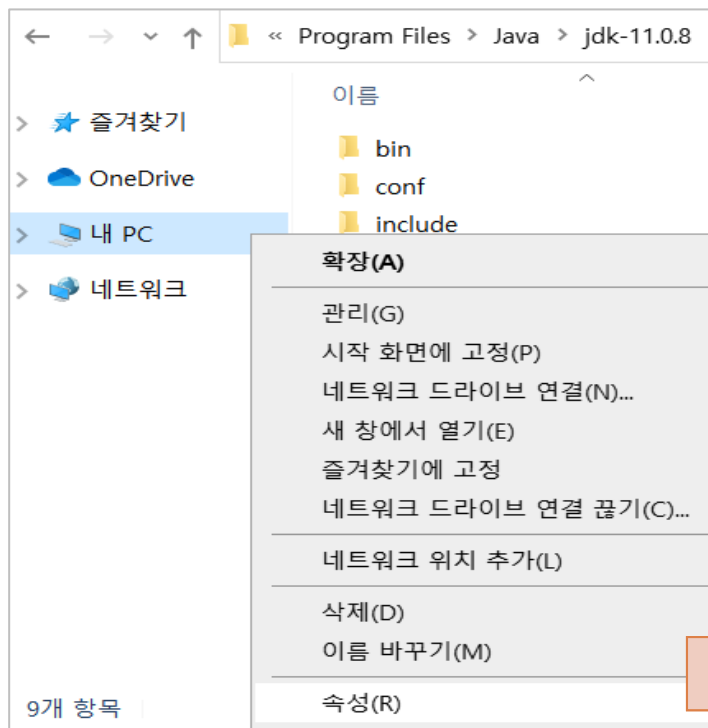 « Program Files > Java > jdk-11.0.8
이름
즐겨찾기
OneDrive
내 PC
네트워크
bin
conf
include
확장(A)
관리(G)
시작 화면에 고정(P)
네트워크 드라이브 연결(N)...
새 창에서 열기(E)
즐겨찾기에 고정
네트워크 드라이브 연결 끊기(C)...
네트워크 위치 추가(L)
삭제(D)
이름 바꾸기(M)
속성(R)
9개 항목